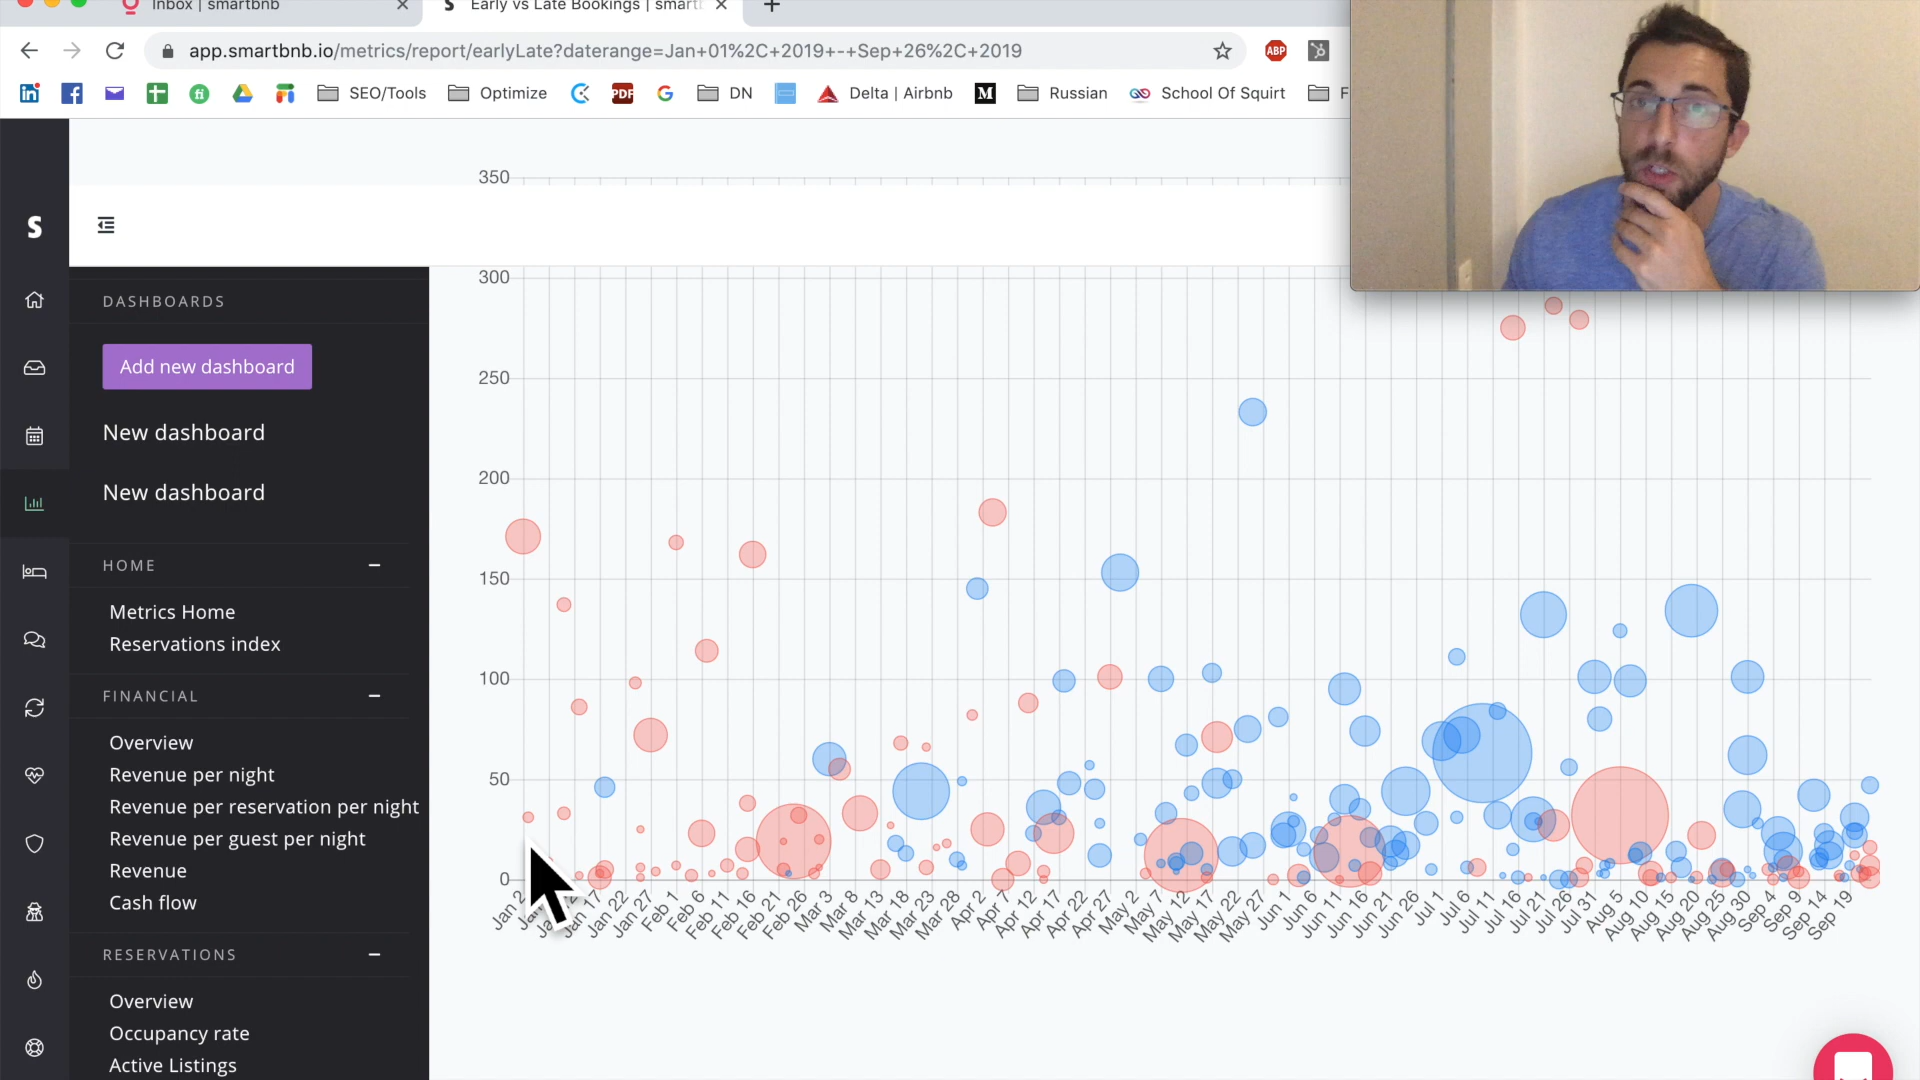 Inbox | smartbnb
Early vs Late Bookings | smartb
app.smartbnb.io/metrics/report/earlyLate?daterange=Jan+01%2C+2019+-+Sep+26%2C+2019
ABP
SEO/Tools
Optimize
PDF
DN
Delta | Airbnb
M
Russian
School Of Squirt
F
S
DASHBOARDS
Add new dashboard
New dashboard
New dashboard
HOME
Metrics Home
Reservations index
FINANCIAL
Overview
Revenue per night
Revenue per reservation per night
Revenue per guest per night
Revenue
Cash flow
RESERVATIONS
Overview
Occupancy rate
Active Listings
350
300
250
200
150
100
50
0
Jan 2
Jan 17
Jan 22
Jan 27
Feb 1
Feb 6
Feb 11
Feb 16
Feb 21
Feb 26
Mar 3
Mar 8
Mar 13
Mar 18
Mar 23
Mar 28
Apr 2
Apr 7
Apr 12
Apr 17
Apr 22
Apr 27
May 2
May 7
May 12
May 17
May 22
May 27
Jun 1
Jun 6
Jun 11
Jun 16
Jun 21
Jun 26
Jul 1
Jul 6
Jul 11
Jul 16
Jul 21
Jul 26
Jul 31
Aug 5
Aug 10
Aug 15
Aug 20
Aug 25
Aug 30
Sep 4
Sep 9
Sep 14
Sep 19